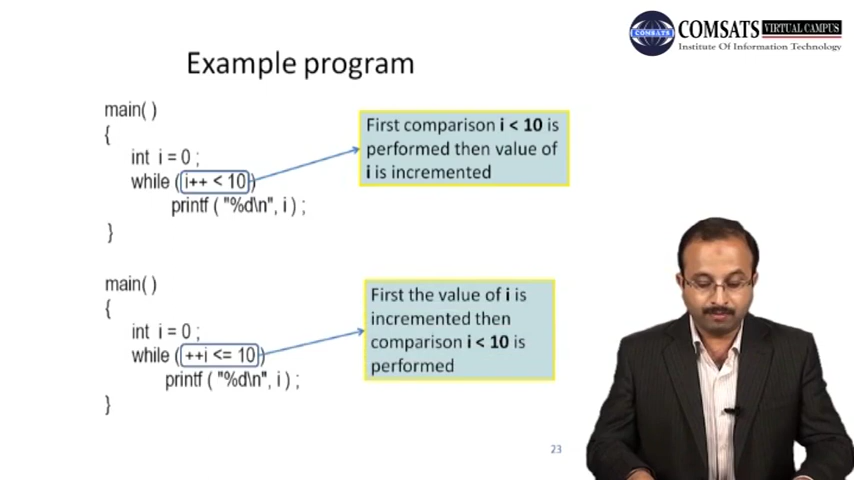 COMSATS VIRTUAL CAMPUS
COMSATS
Institute Of Information Technology
Example program
main( )
{
int i = 0 ;
while ( i++ < 10 )
printf ( "%d\n", i ) ;
}
First comparison i < 10 is
performed then value of
i is incremented
main( )
{
int i = 0 ;
while ( ++i <= 10 )
printf ( "%d\n", i ) ;
}
First the value of i is
incremented then
comparison i < 10 is
performed
23